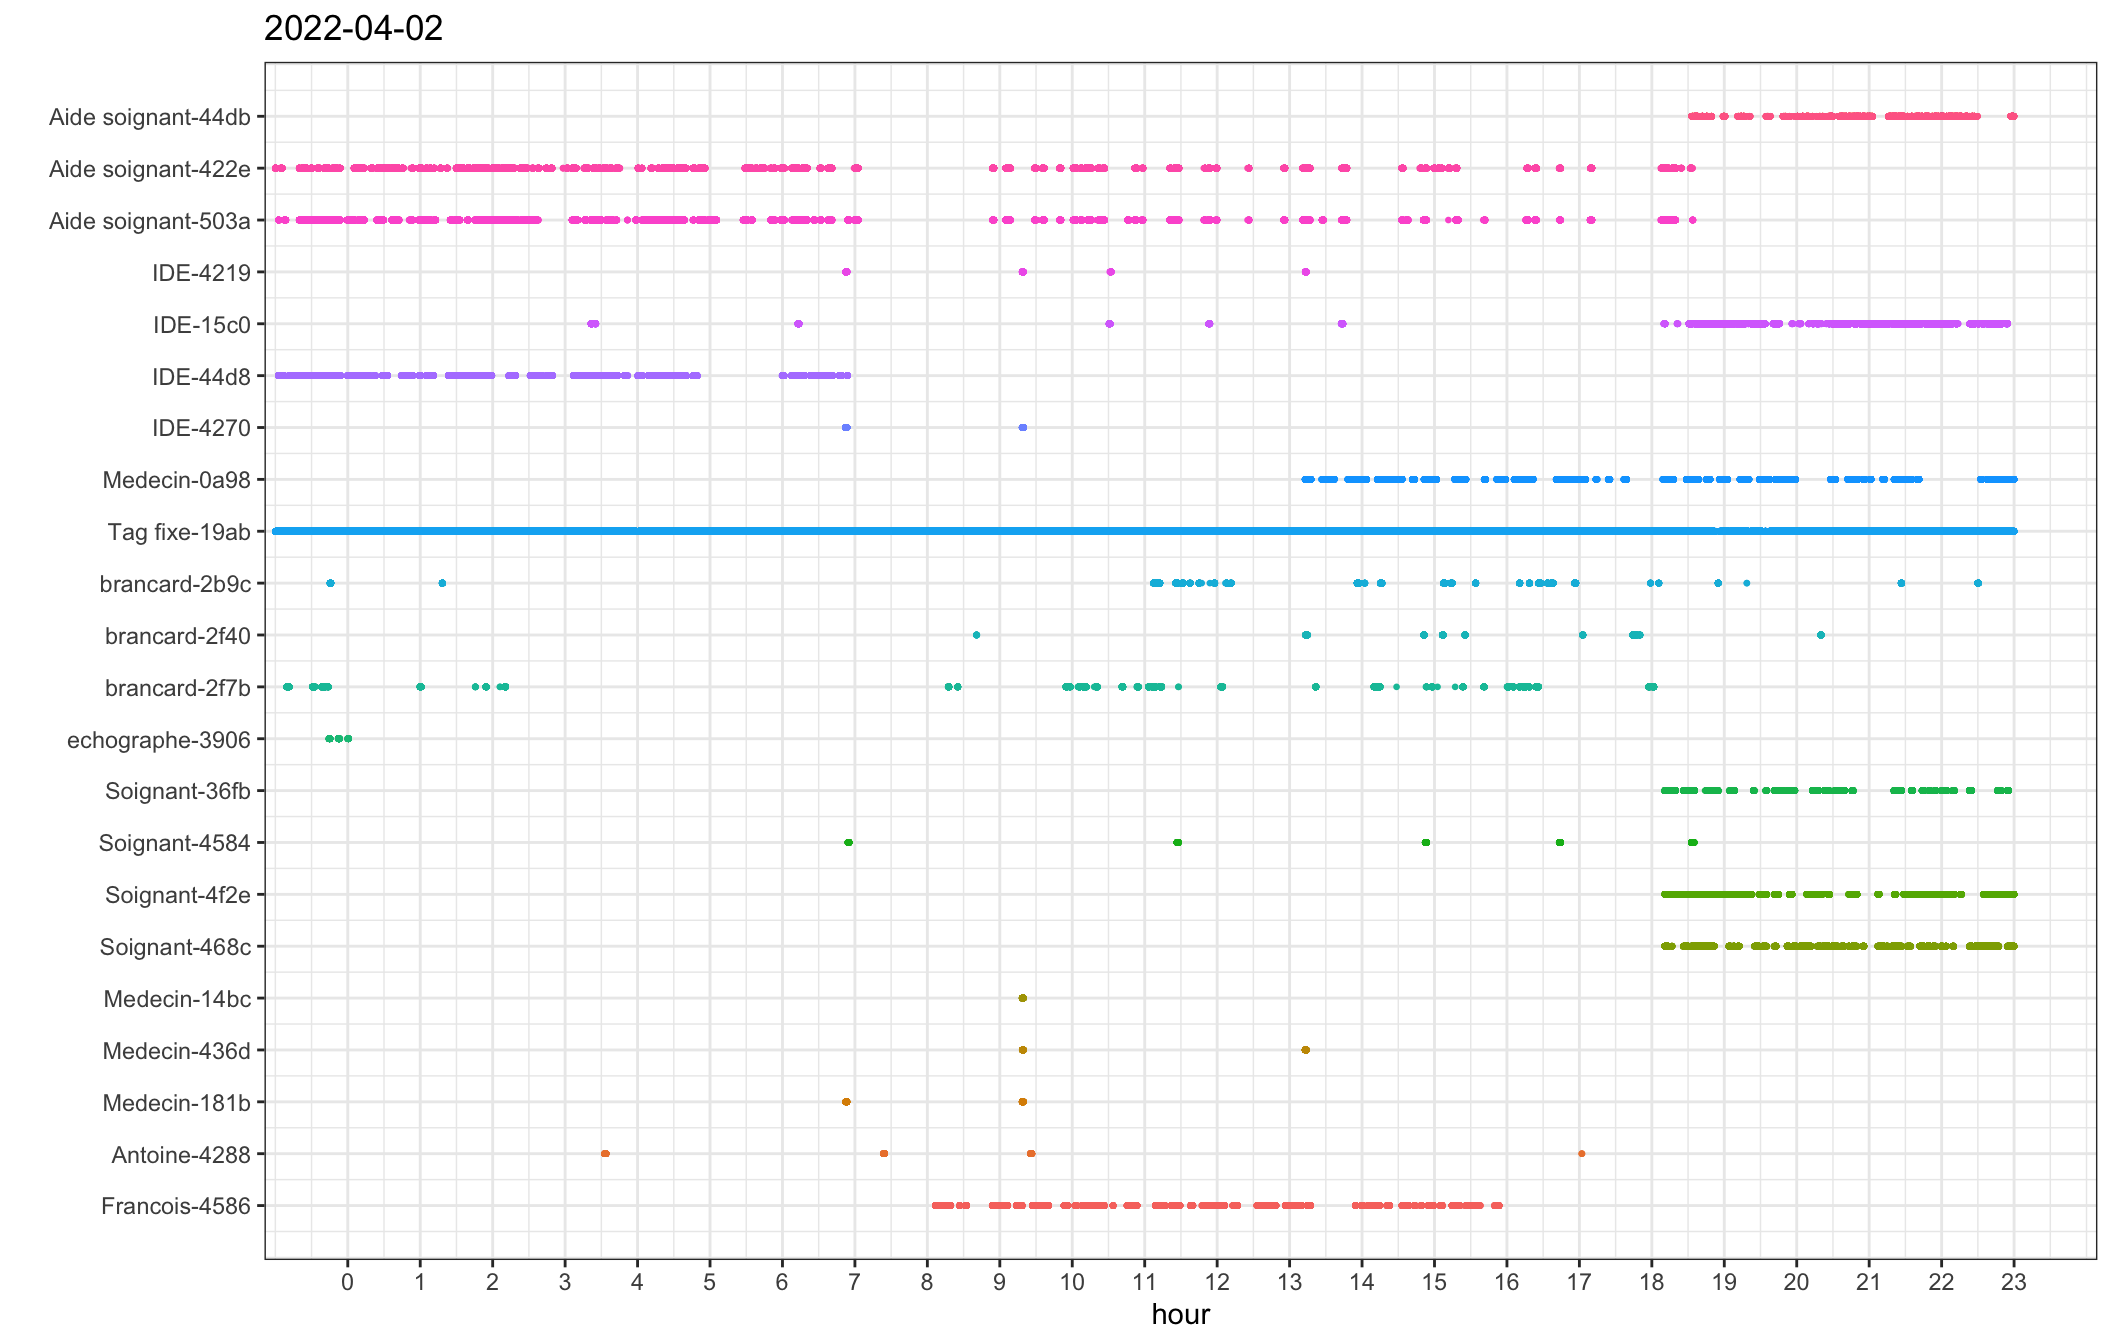 2022-04-02
Aide soignant-44db
Aide soignant-422e
Aide soignant-503a
IDE-4219
IDE-15c0
IDE-44d8
IDE-4270
Medecin-0a98
Tag fixe-19ab
brancard-2b9c
brancard-2f40
brancard-2f7b
echographe-3906
Soignant-36fb
Soignant-4584
Soignant-4f2e
Soignant-468c
Medecin-14bc
Medecin-436d
Medecin-181b
Antoine-4288
Francois-4586
0 1 2 3 4 5 6 7 8 9 10 11 12 13 14 15 16 17 18 19 20 21 22 23
hour